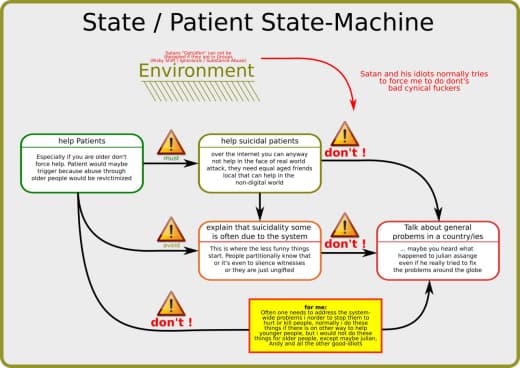 State / Patient State-Machine
Satans "Gehülfen" can not be
(Risky Stuff / Ignorance / Substance Abuse)
Environment
Satan and his idiots normally tries
to force me to do dont's
bad cynical fuckers
help Patients
Especially if you are older don't
force help. Patient would maybe
trigger because abuse through
older people would be revictimized
must
help suicidal patients
over the internet you can anyway
not help in the face of real world
attack, they need equal aged friends
local that can help in the
non-digital world
don't !
avoid
explain that suicidality some
is often due to the system
This is where the less funny things
start. People partitionally know that
or it's even to silence witnesses
or they are just ungifted
don't !
Talk about general
probems in a country/ies
... maybe you heard what
happened to julian assange
even if he really tried to fix
the problems around the globe
don't !
for me:
Often one needs to address the system-
wide problems i norder to stop them to
hurt or kill people, normally i do these
things if there is on other way to help
younger people, but i would not do these
things for older people, except maybe julian,
Andy and all the other good-idiots